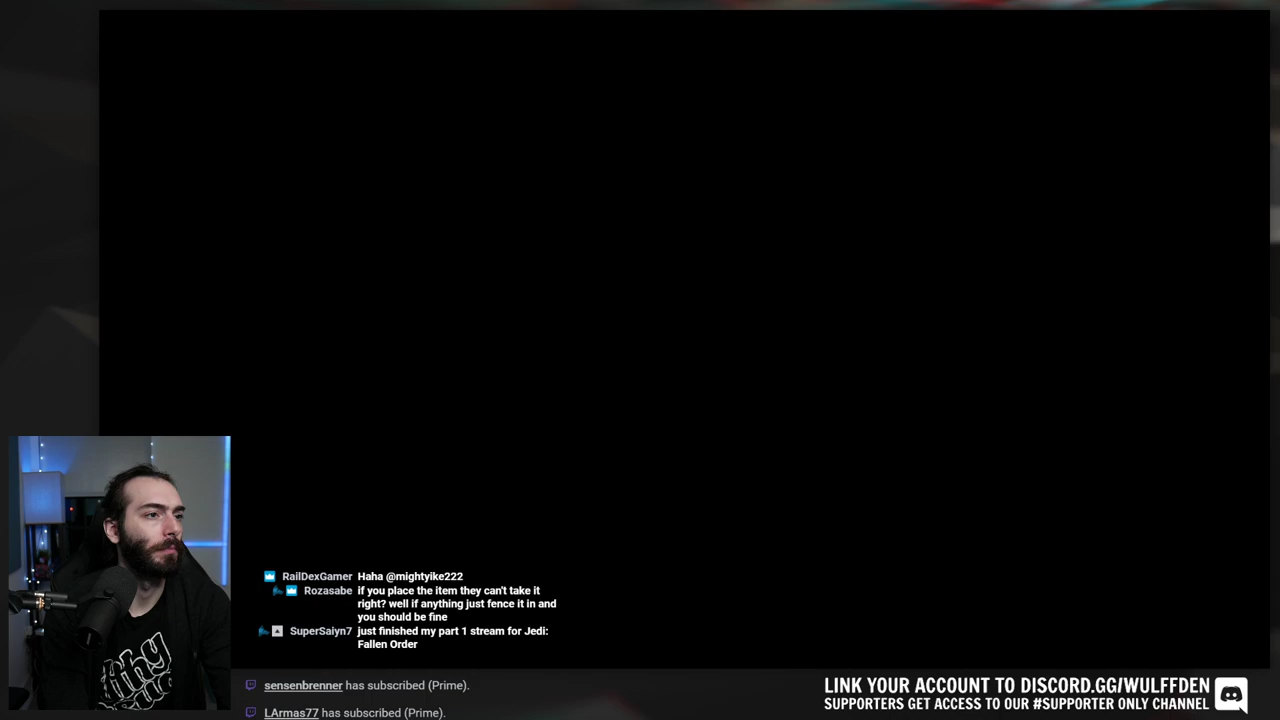 RailDexGamer Haha @mightyike222
Rozasabe if you place the item they can't take it
right? well if anything just fence it in and
you should be fine
SuperSaiyn7 just finished my part 1 stream for Jedi:
Fallen Order
sensenbrenner has subscribed (Prime).
LArmas77 has subscribed (Prime).
LINK YOUR ACCOUNT TO DISCORD.GG/WULFFDEN
SUPPORTERS GET ACCESS TO OUR #SUPPORTER ONLY CHANNEL